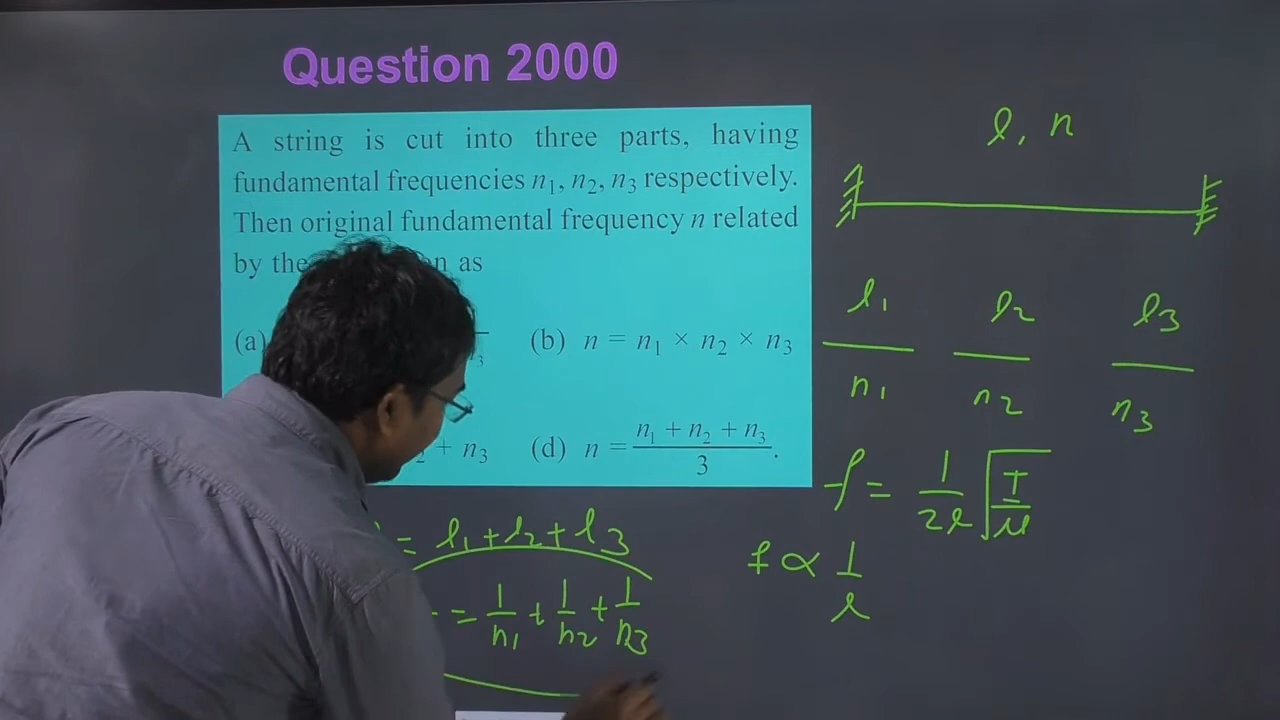 Question 2000
A string is cut into three parts, having
fundamental frequencies n₁, n₂, n₃ respectively.
Then original fundamental frequency n related
by the as
(a) ₃ (b) n = n₁ × n₂ × n₃
+ n₃ (d) n = (n₁ + n₂ + n₃)/3.
l, n
l₁ l₂ l₃
n₁ n₂ n₃
f = 1/2l √(T/μ)
= l₁ + l₂ + l₃
f ∝ 1/l
= 1/n₁ + 1/n₂ + 1/n₃